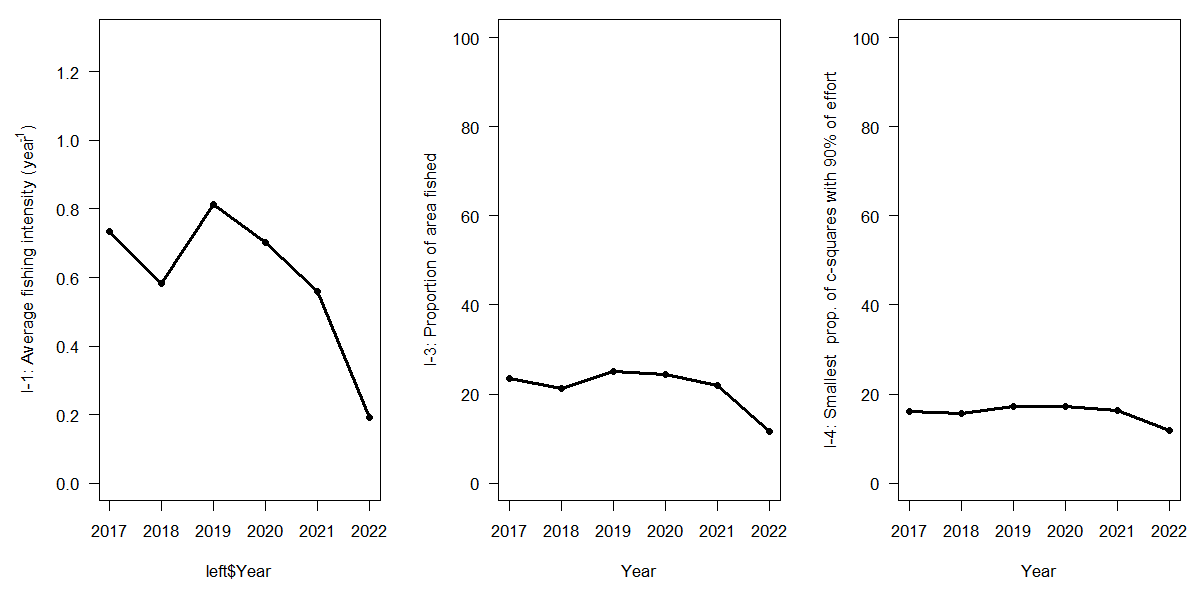 I-1: Average fishing intensity (year-1)
1.2
1.0
0.8
0.6
0.4
0.2
0.0
2017 2018 2019 2020 2021 2022
left$Year
I-3: Proportion of area fished
100
80
60
40
20
0
2017 2018 2019 2020 2021 2022
Year
I-4: Smallest  prop. of c-squares with 90% of effort
100
80
60
40
20
0
2017 2018 2019 2020 2021 2022
Year